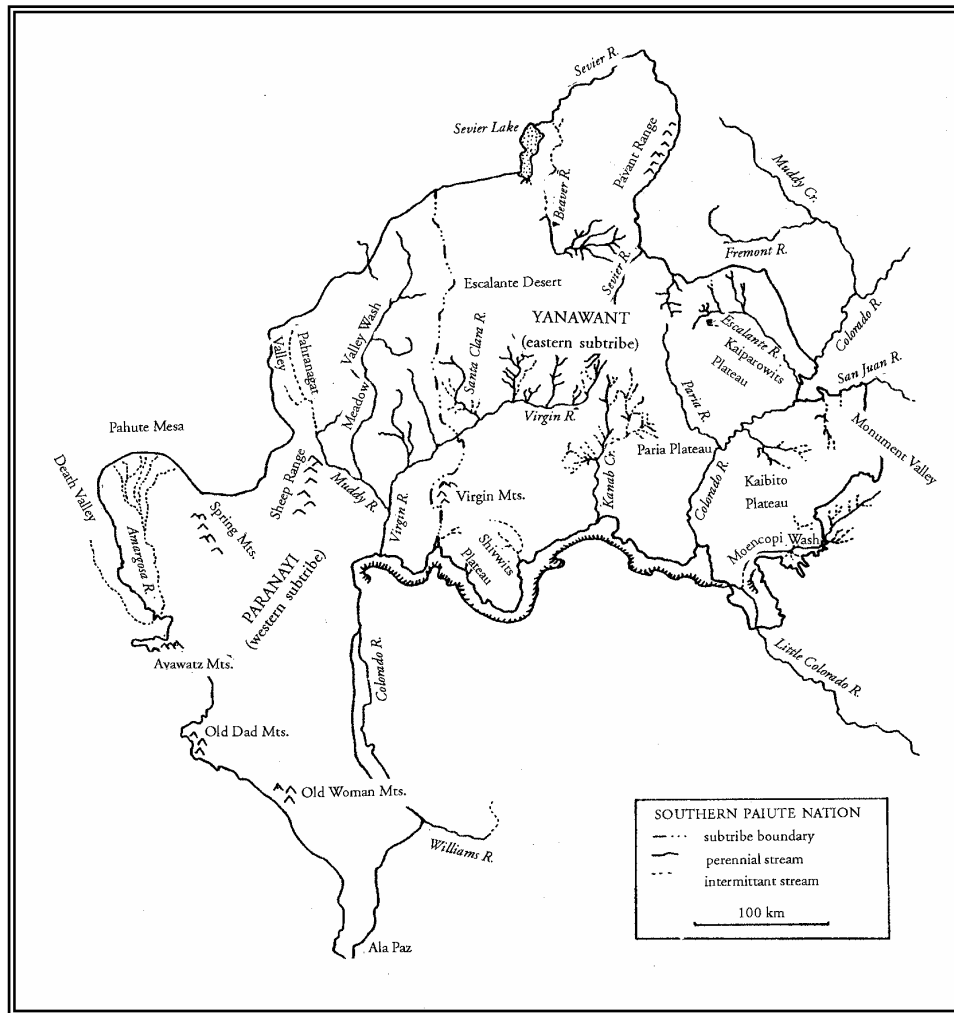 Sevier R.
Sevier Lake
Pavant Range
Beaver R.
Muddy Cr.
Fremont R.
Sevier R.
Escalante Desert
Colorado R.
YANAWANT
(eastern subtribe)
Escalante R.
Kaiparowits
Plateau
San Juan R.
Valley Wash
Meadow
Pahranagat
Valley
Santa Clara R.
Virgin R.
Paria R.
Paria Plateau
Monument Valley
Pahute Mesa
Death Valley
Amargosa R.
Spring Mts.
Sheep Range
Muddy R.
Virgin R.
Virgin Mts.
Kanab Cr.
Colorado R.
Kaibito
Plateau
Shivwits
Plateau
Moencopi Wash
PARANAYI
(western subtribe)
Ayawatz Mts.
Colorado R.
Little Colorado R.
Old Dad Mts.
Old Woman Mts.
Williams R.
Ala Paz
SOUTHERN PAIUTE NATION
subtribe boundary
perennial stream
intermittant stream
100 km